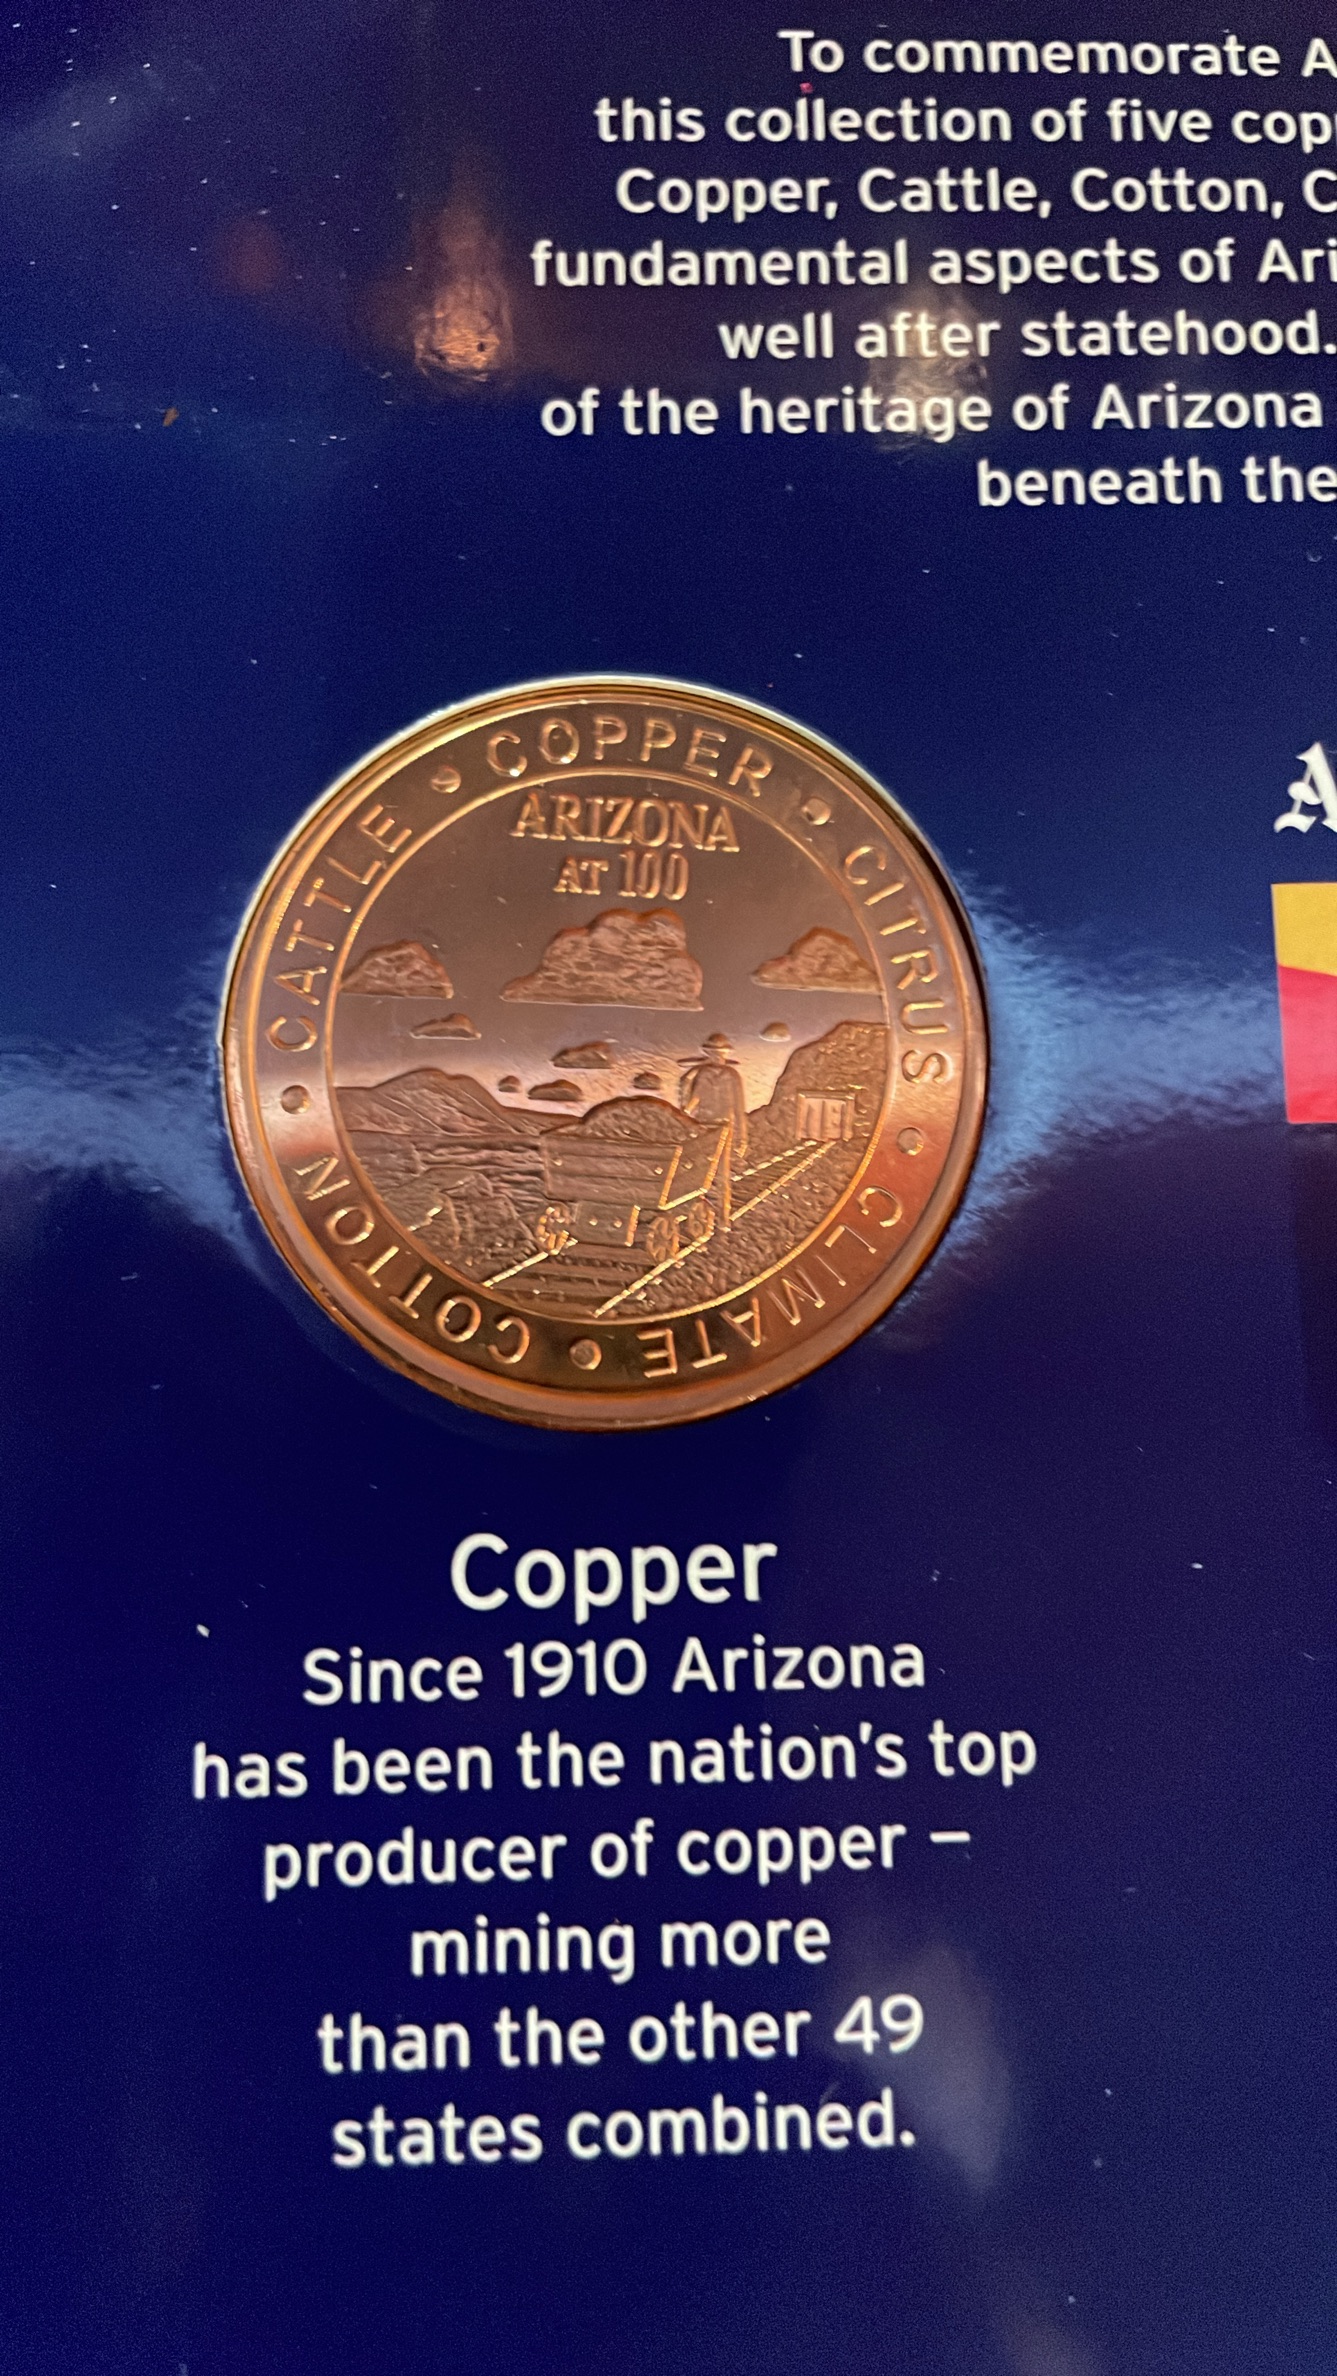 To commemorate A
this collection of five cop
Copper, Cattle, Cotton, C
fundamental aspects of Ari
well after statehood.
of the heritage of Arizona
beneath the
CATTLE • COPPER • CITRUS • CLIMATE • COTTON •
ARIZONA
AT 100
A
Copper
Since 1910 Arizona
has been the nation's top
producer of copper –
mining more
than the other 49
states combined.